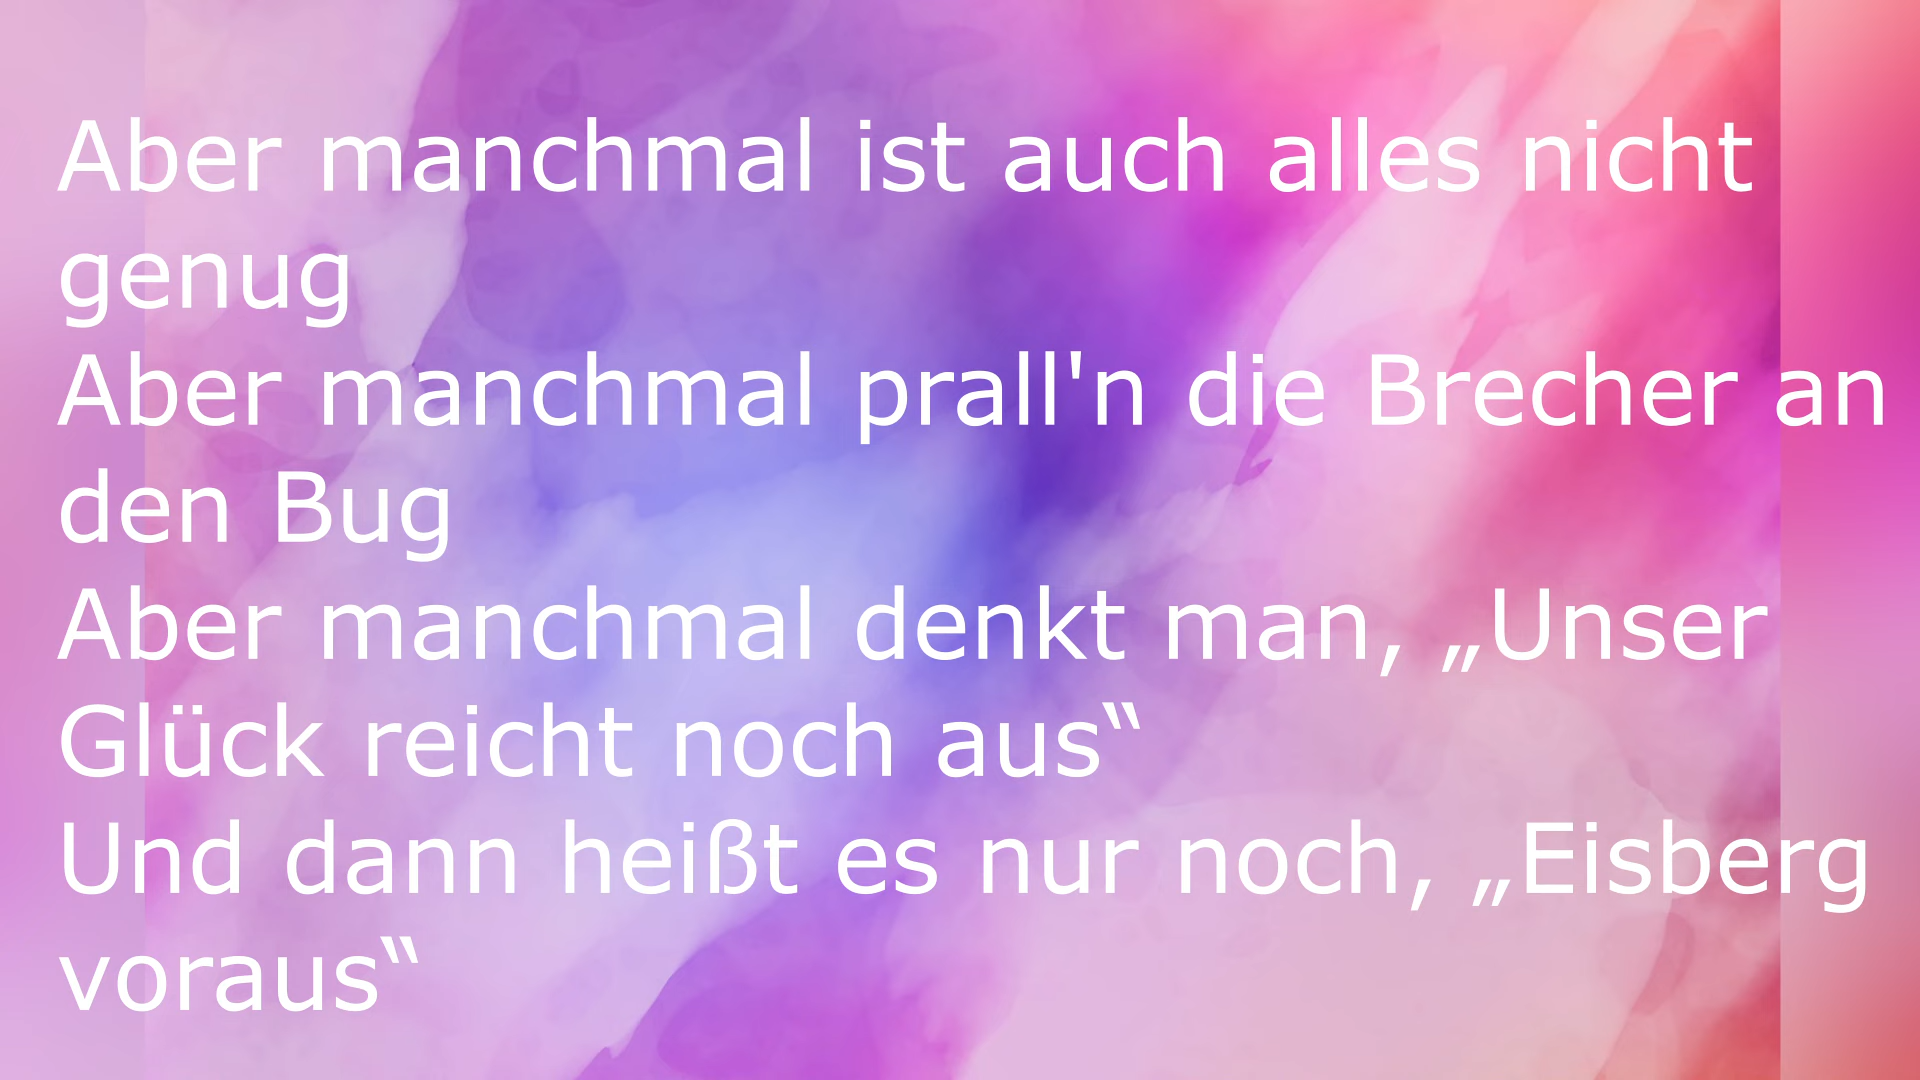 Aber manchmal ist auch alles nicht
genug
Aber manchmal prall'n die Brecher an
den Bug
Aber manchmal denkt man, „Unser
Glück reicht noch aus“
Und dann heißt es nur noch, „Eisberg
voraus“